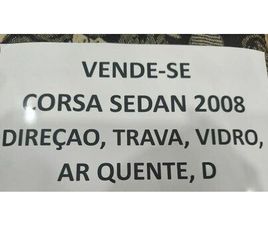 VENDE-SE
CORSA SEDAN 2008
DIREÇAO, TRAVA, VIDRO,
AR QUENTE, D